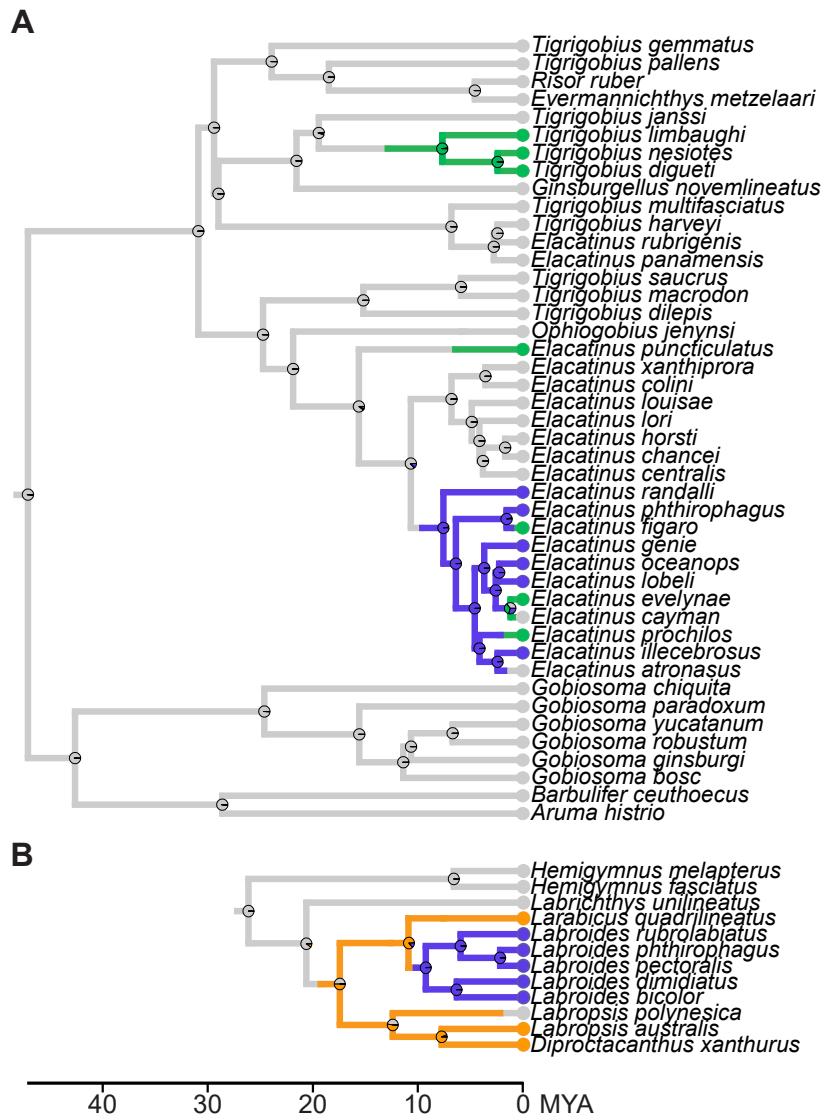 A
Tigrigobius gemmatus
Tigrigobius pallens
Risor ruber
Evermannichthys metzelaari
Tigrigobius janssi
Tigrigobius limbaughi
Tigrigobius nesiotes
Tigrigobius digueti
Ginsburgellus novemlineatus
Tigrigobius multifasciatus
Tigrigobius harveyi
Elacatinus rubrigenis
Elacatinus panamensis
Tigrigobius saucrus
Tigrigobius macrodon
Tigrigobius dilepis
Ophiogobius jenynsi
Elacatinus puncticulatus
Elacatinus xanthiprora
Elacatinus colini
Elacatinus louisae
Elacatinus lori
Elacatinus horsti
Elacatinus chancei
Elacatinus centralis
Elacatinus randalli
Elacatinus phthirophagus
Elacatinus figaro
Elacatinus genie
Elacatinus oceanops
Elacatinus lobeli
Elacatinus evelynae
Elacatinus cayman
Elacatinus prochilos
Elacatinus illecebrosus
Elacatinus atronasus
Gobiosoma chiquita
Gobiosoma paradoxum
Gobiosoma yucatanum
Gobiosoma robustum
Gobiosoma ginsburgi
Gobiosoma bosc
Barbulifer ceuthoecus
Aruma histrio
B
Hemigymnus melapterus
Hemigymnus fasciatus
Labrichthys unilineatus
Larabicus quadrilineatus
Labroides rubrolabiatus
Labroides phthirophagus
Labroides pectoralis
Labroides dimidiatus
Labroides bicolor
Labropsis polynesica
Labropsis australis
Diproctacanthus xanthurus
40 30 20 10 0 MYA